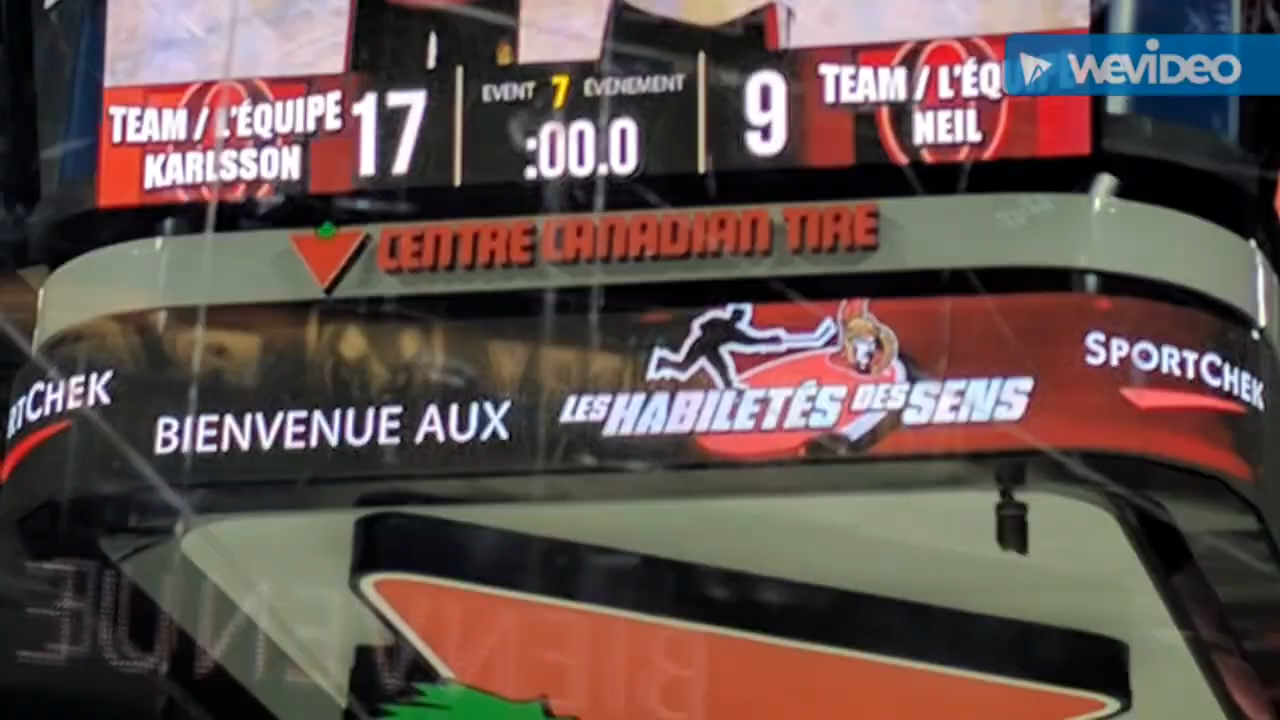 TEAM / L'ÉQUIPE
KARLSSON
17
EVENT 7 ÉVÉNEMENT
:00.0
9
TEAM / L'ÉQ
NEIL
WEVIDEO
CENTRE CANADIAN TIRE
RTCHEK
BIENVENUE AUX
LES HABILETÉS DES SENS
SPORTCHEK